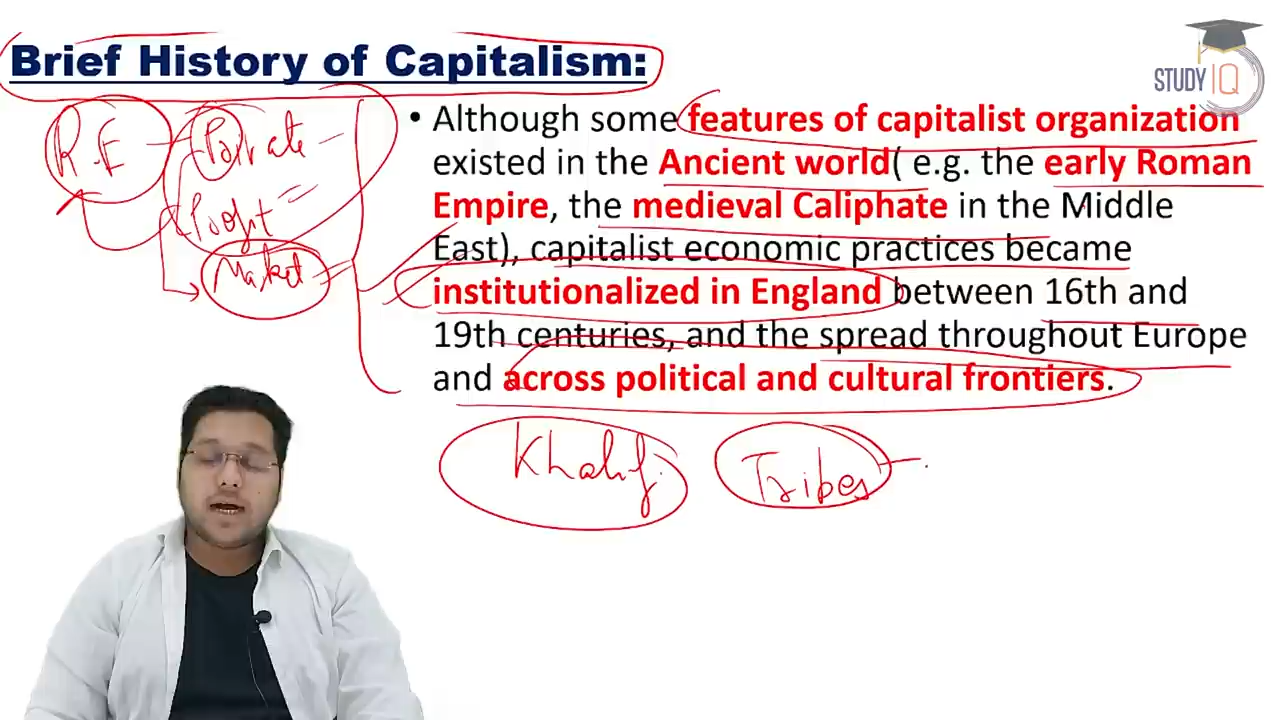 Brief History of Capitalism:
STUDY IQ
R.E
Private
Profit
Market
• Although some features of capitalist organization
existed in the Ancient world( e.g. the early Roman
Empire, the medieval Caliphate in the Middle
East), capitalist economic practices became
institutionalized in England between 16th and
19th centuries, and the spread throughout Europe
and across political and cultural frontiers.
Khalif
Tribes